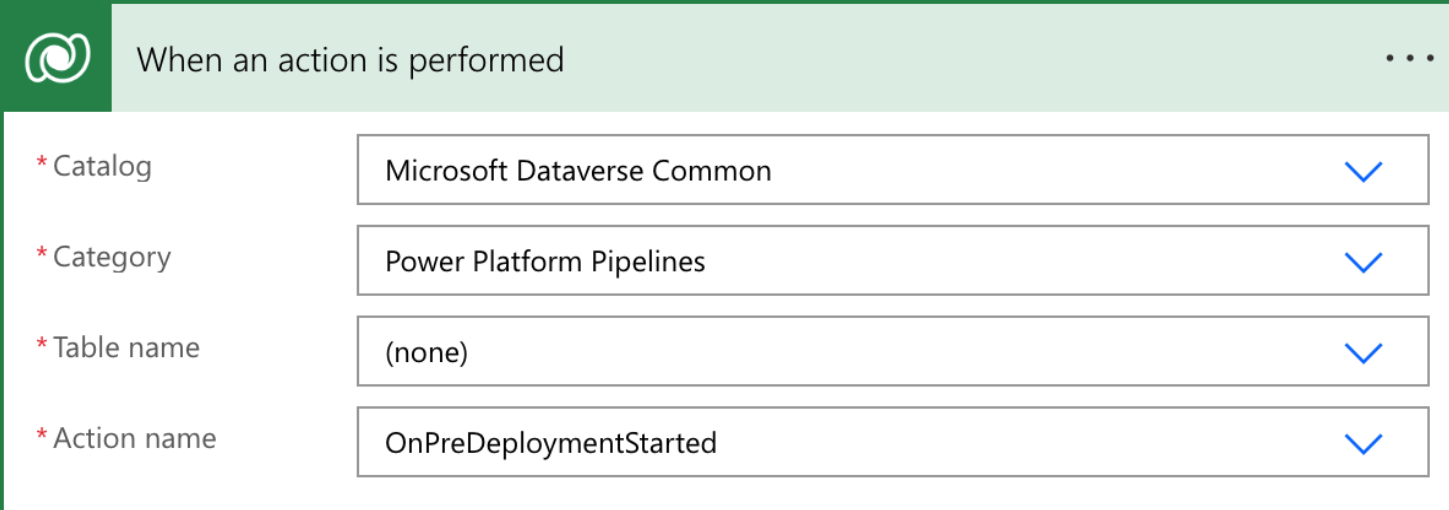 When an action is performed
* Catalog
Microsoft Dataverse Common
* Category
Power Platform Pipelines
* Table name
(none)
* Action name
OnPreDeploymentStarted